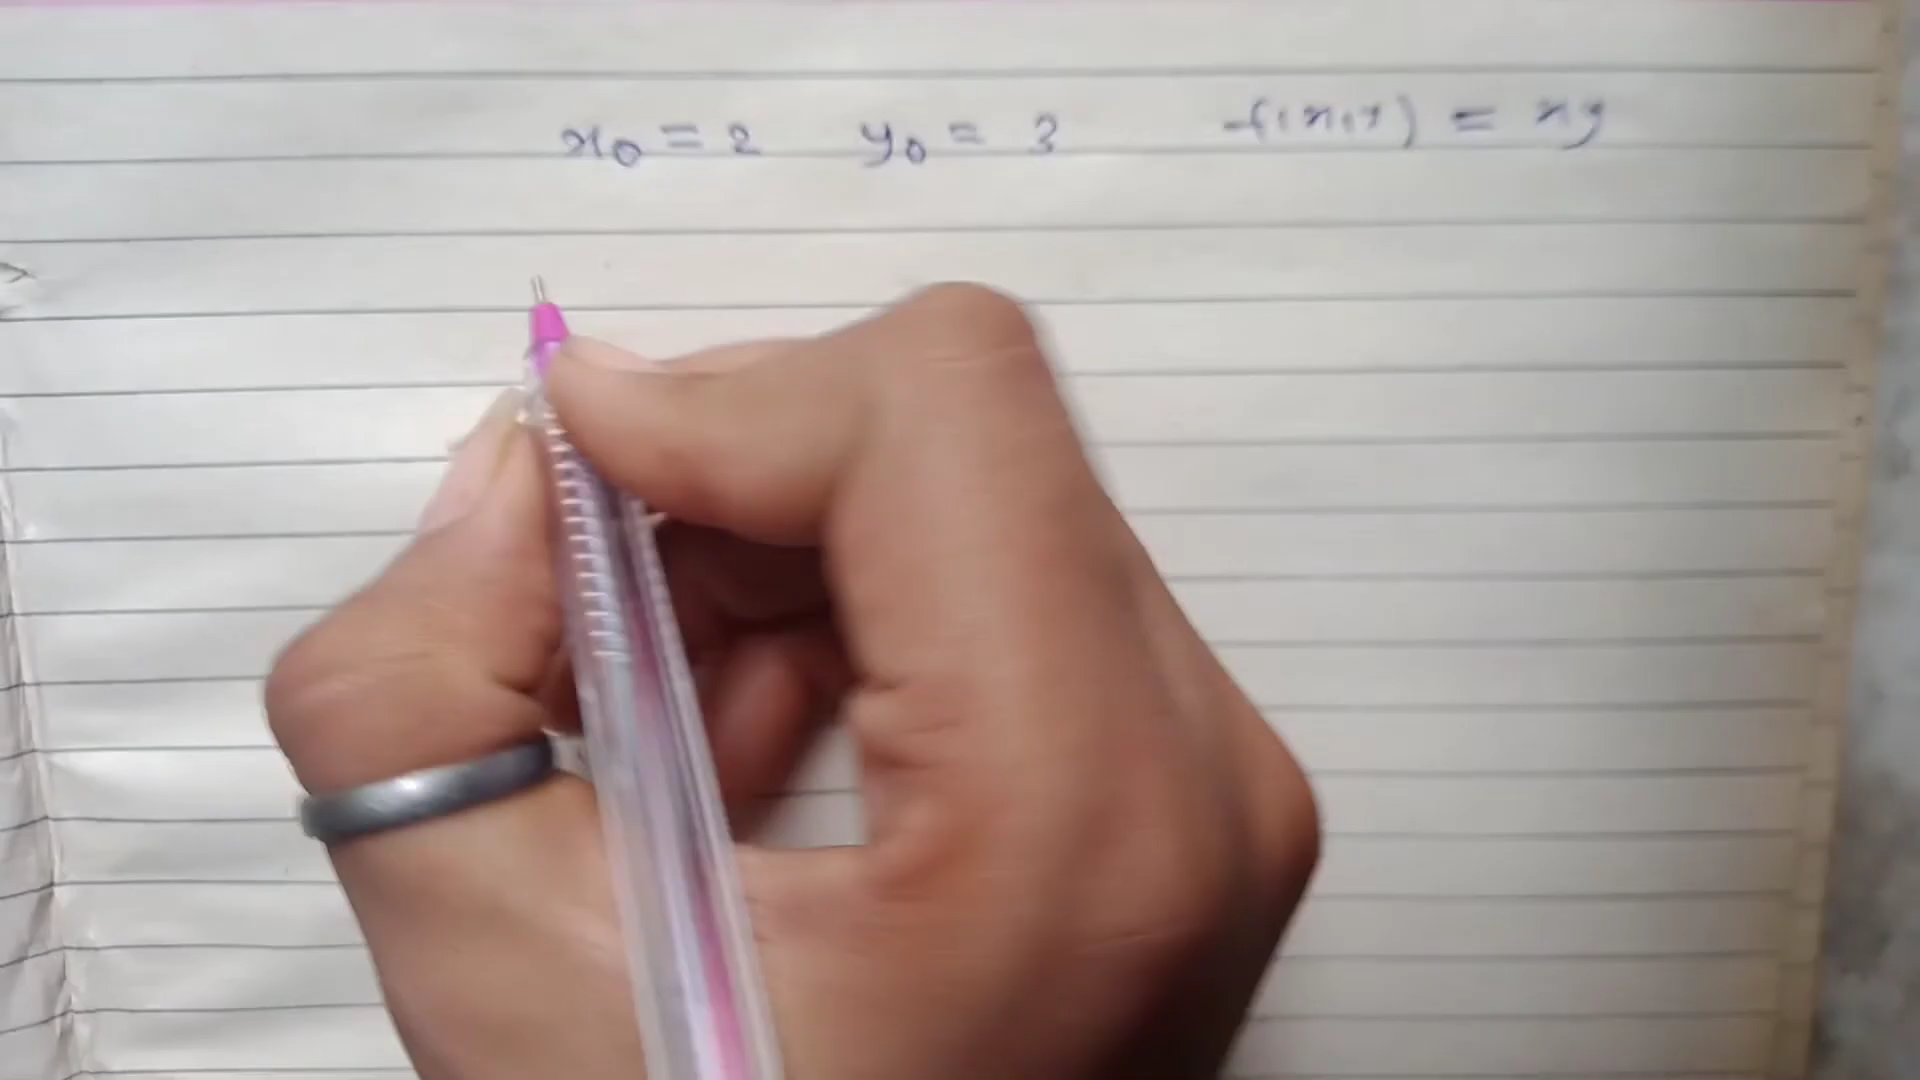 x₀ = 2 y₀ = 3 f(x,y) = xy